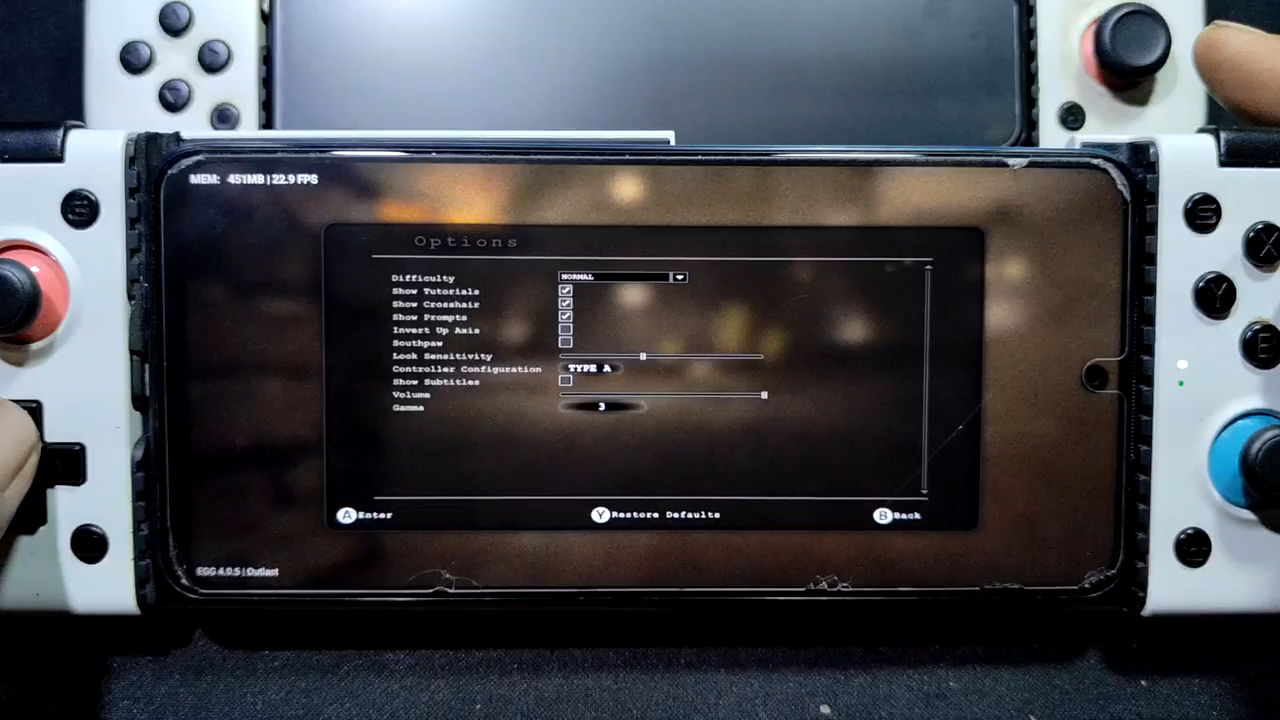 MEM: 451MB | 22.9 FPS
Options
Difficulty NORMAL
Show Tutorials
Show Crosshair
Show Prompts
Invert Up Axis
Southpaw
Look Sensitivity
Controller Configuration TYPE A
Show Subtitles
Volume
Gamma 3
A Enter Y Restore Defaults B Back
EGG 4.0.5 | Outlast
S
X
Y
B